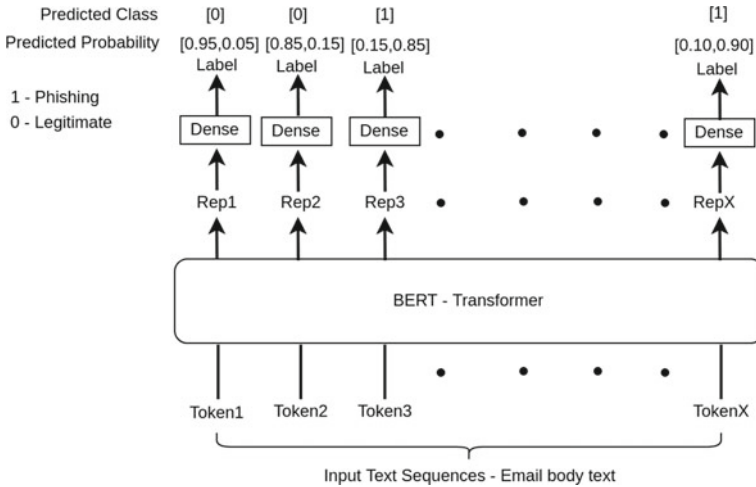 Predicted Class [0] [0] [1] [1]
Predicted Probability [0.95,0.05] [0.85,0.15] [0.15,0.85] [0.10,0.90]
Label Label Label Label
1 - Phishing
0 - Legitimate
Dense Dense Dense Dense
Rep1 Rep2 Rep3 RepX
BERT - Transformer
Token1 Token2 Token3 TokenX
Input Text Sequences - Email body text